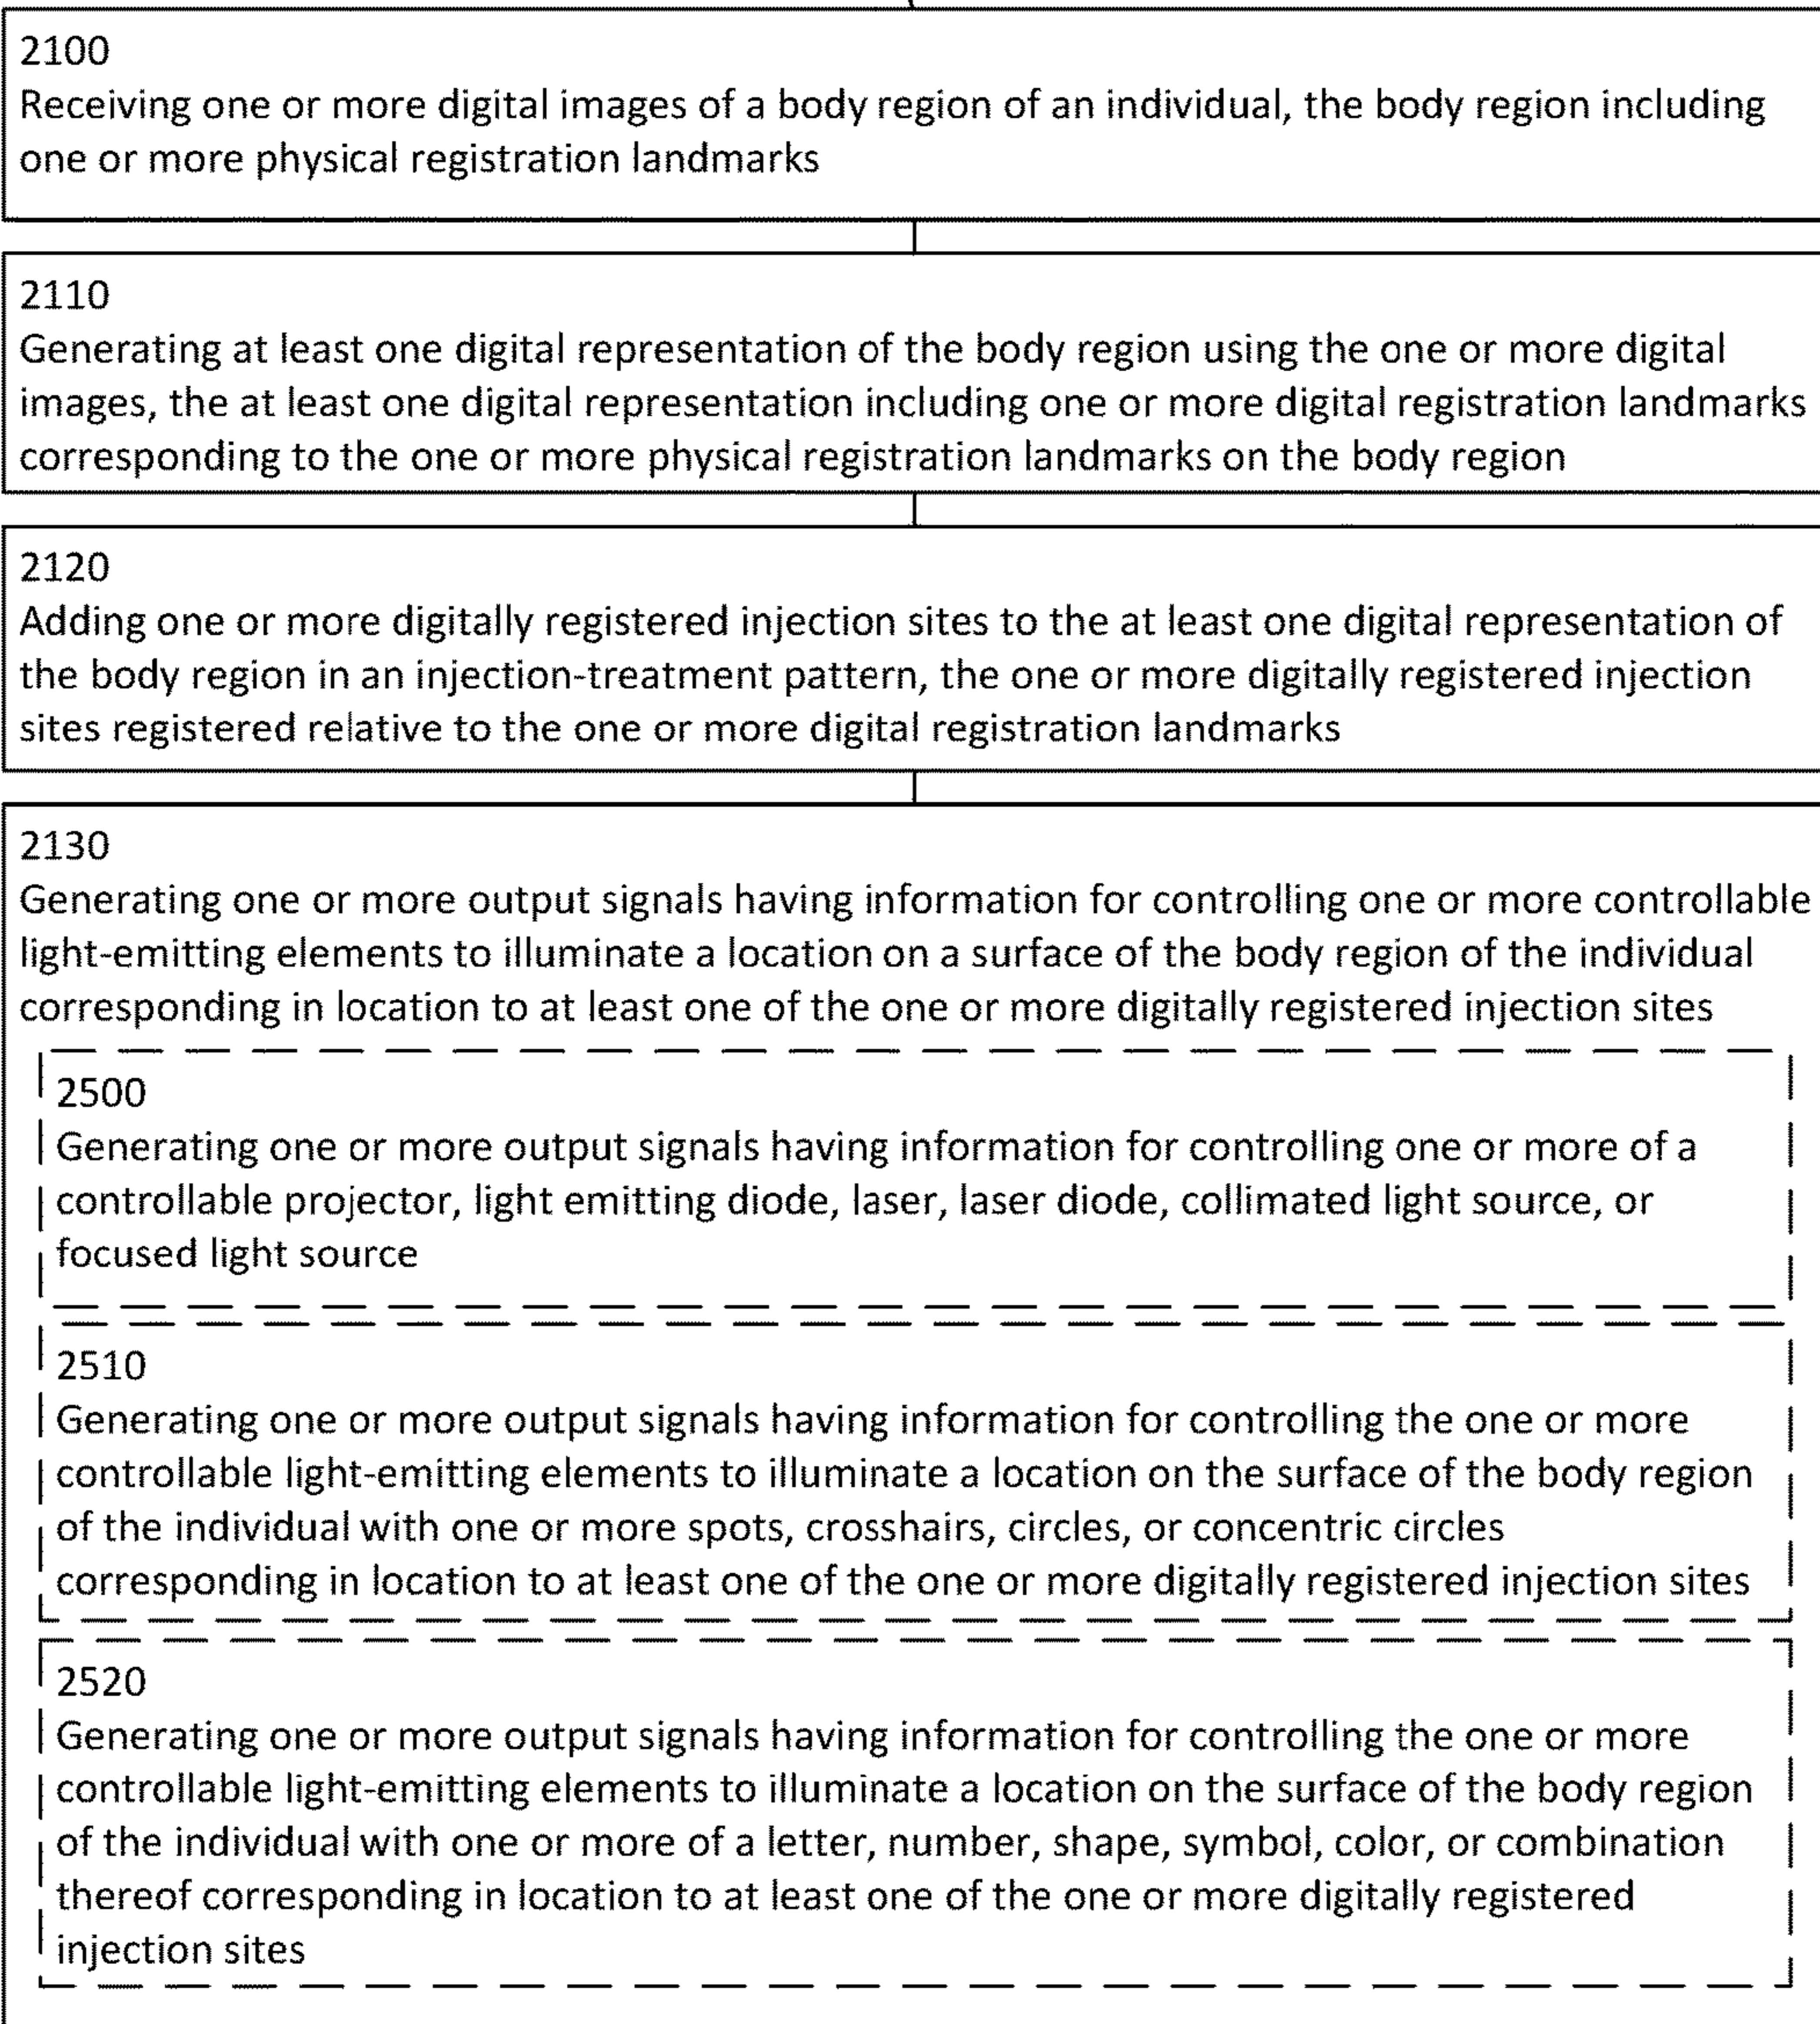 2100
Receiving one or more digital images of a body region of an individual, the body region including
one or more physical registration landmarks
2110
Generating at least one digital representation of the body region using the one or more digital
images, the at least one digital representation including one or more digital registration landmarks
corresponding to the one or more physical registration landmarks on the body region
2120
Adding one or more digitally registered injection sites to the at least one digital representation of
the body region in an injection-treatment pattern, the one or more digitally registered injection
sites registered relative to the one or more digital registration landmarks
2130
Generating one or more output signals having information for controlling one or more controllable
light-emitting elements to illuminate a location on a surface of the body region of the individual
corresponding in location to at least one of the one or more digitally registered injection sites
2500
Generating one or more output signals having information for controlling one or more of a
controllable projector, light emitting diode, laser, laser diode, collimated light source, or
focused light source
2510
Generating one or more output signals having information for controlling the one or more
controllable light-emitting elements to illuminate a location on the surface of the body region
of the individual with one or more spots, crosshairs, circles, or concentric circles
corresponding in location to at least one of the one or more digitally registered injection sites
2520
Generating one or more output signals having information for controlling the one or more
controllable light-emitting elements to illuminate a location on the surface of the body region
of the individual with one or more of a letter, number, shape, symbol, color, or combination
thereof corresponding in location to at least one of the one or more digitally registered
injection sites